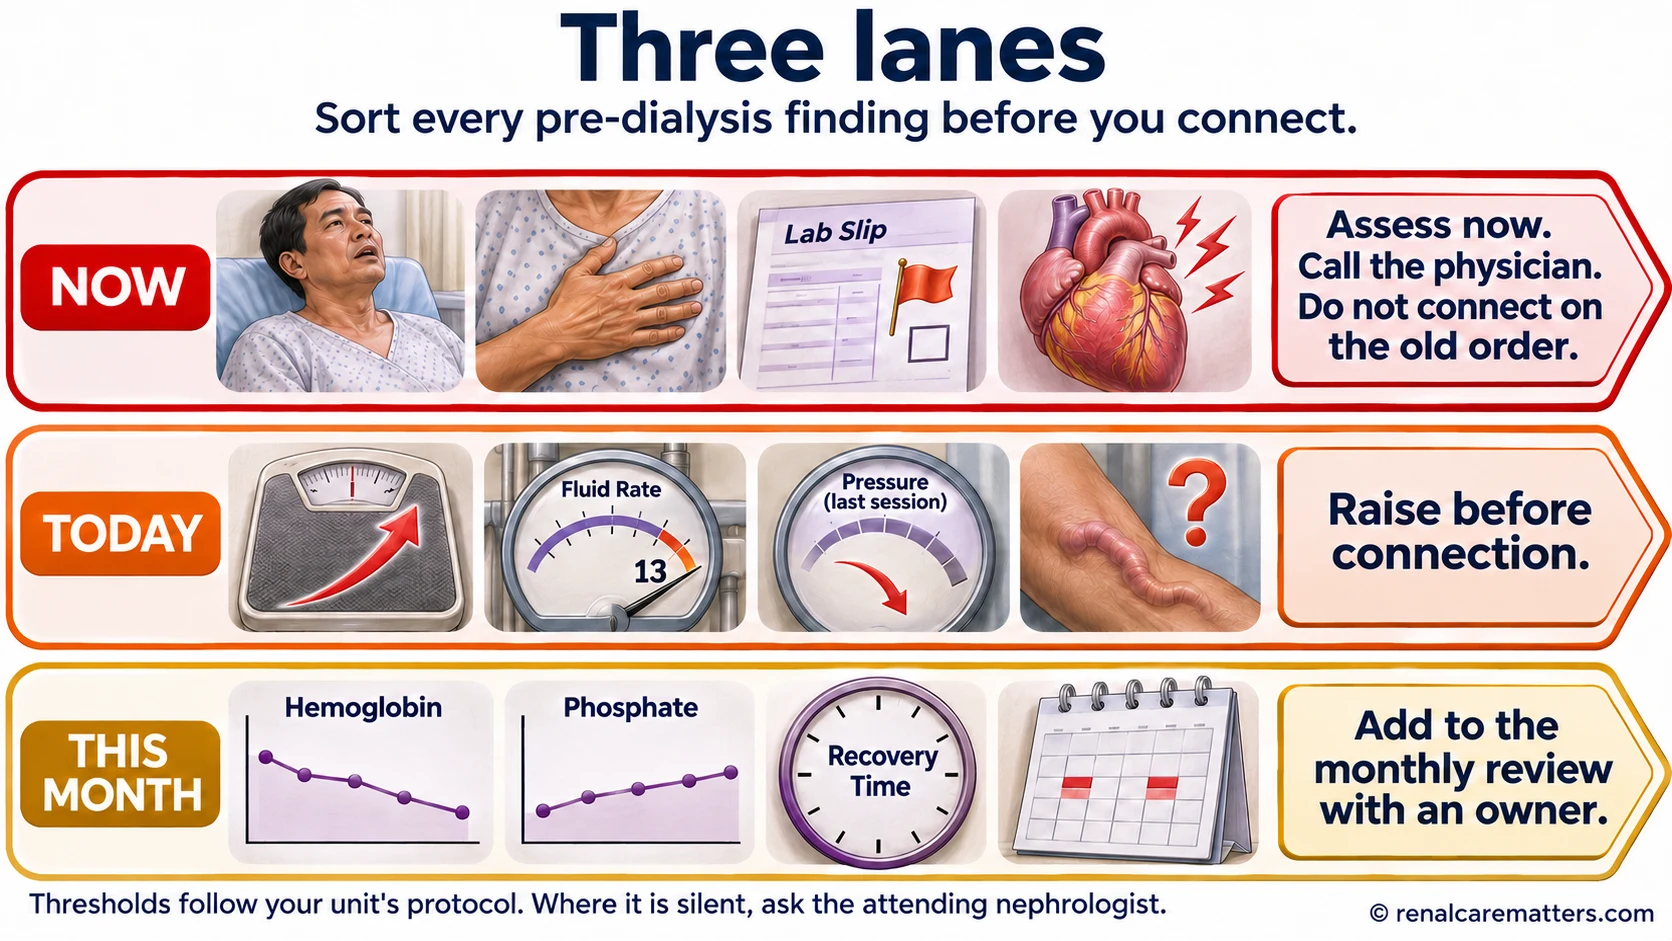 Three lanes
Sort every pre-dialysis finding before you connect.
NOW
Lab Slip
Assess now.
Call the physician.
Do not connect on
the old order.
TODAY
Fluid Rate
13
Pressure
(last session)
?
Raise before
connection.
THIS
MONTH
Hemoglobin
Phosphate
Recovery
Time
Add to the
monthly review
with an owner.
Thresholds follow your unit's protocol. Where it is silent, ask the attending nephrologist.
© renalcarematters.com